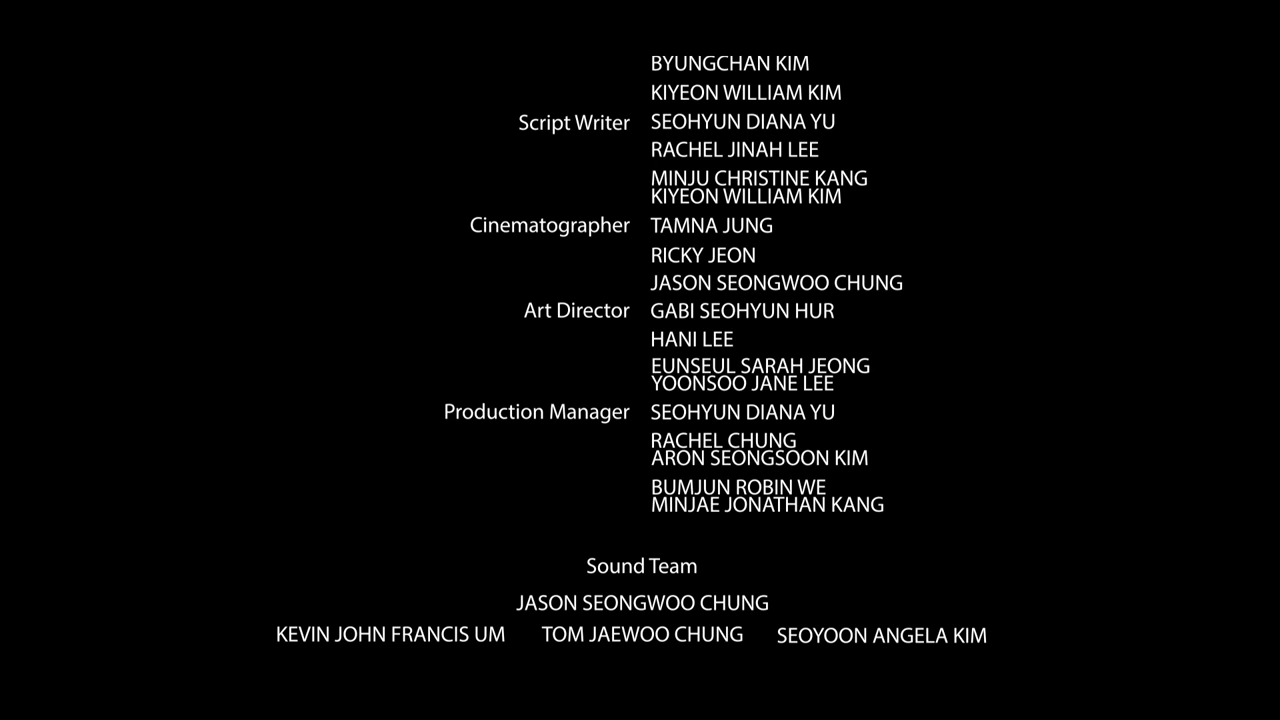 BYUNGCHAN KIM
KIYEON WILLIAM KIM
Script Writer SEOHYUN DIANA YU
RACHEL JINAH LEE
MINJU CHRISTINE KANG
KIYEON WILLIAM KIM
Cinematographer TAMNA JUNG
RICKY JEON
JASON SEONGWOO CHUNG
Art Director GABI SEOHYUN HUR
HANI LEE
EUNSEUL SARAH JEONG
YOONSOO JANE LEE
Production Manager SEOHYUN DIANA YU
RACHEL CHUNG
ARON SEONGSOON KIM
BUMJUN ROBIN WE
MINJAE JONATHAN KANG
Sound Team
JASON SEONGWOO CHUNG
KEVIN JOHN FRANCIS UM TOM JAEWOO CHUNG SEOYOON ANGELA KIM